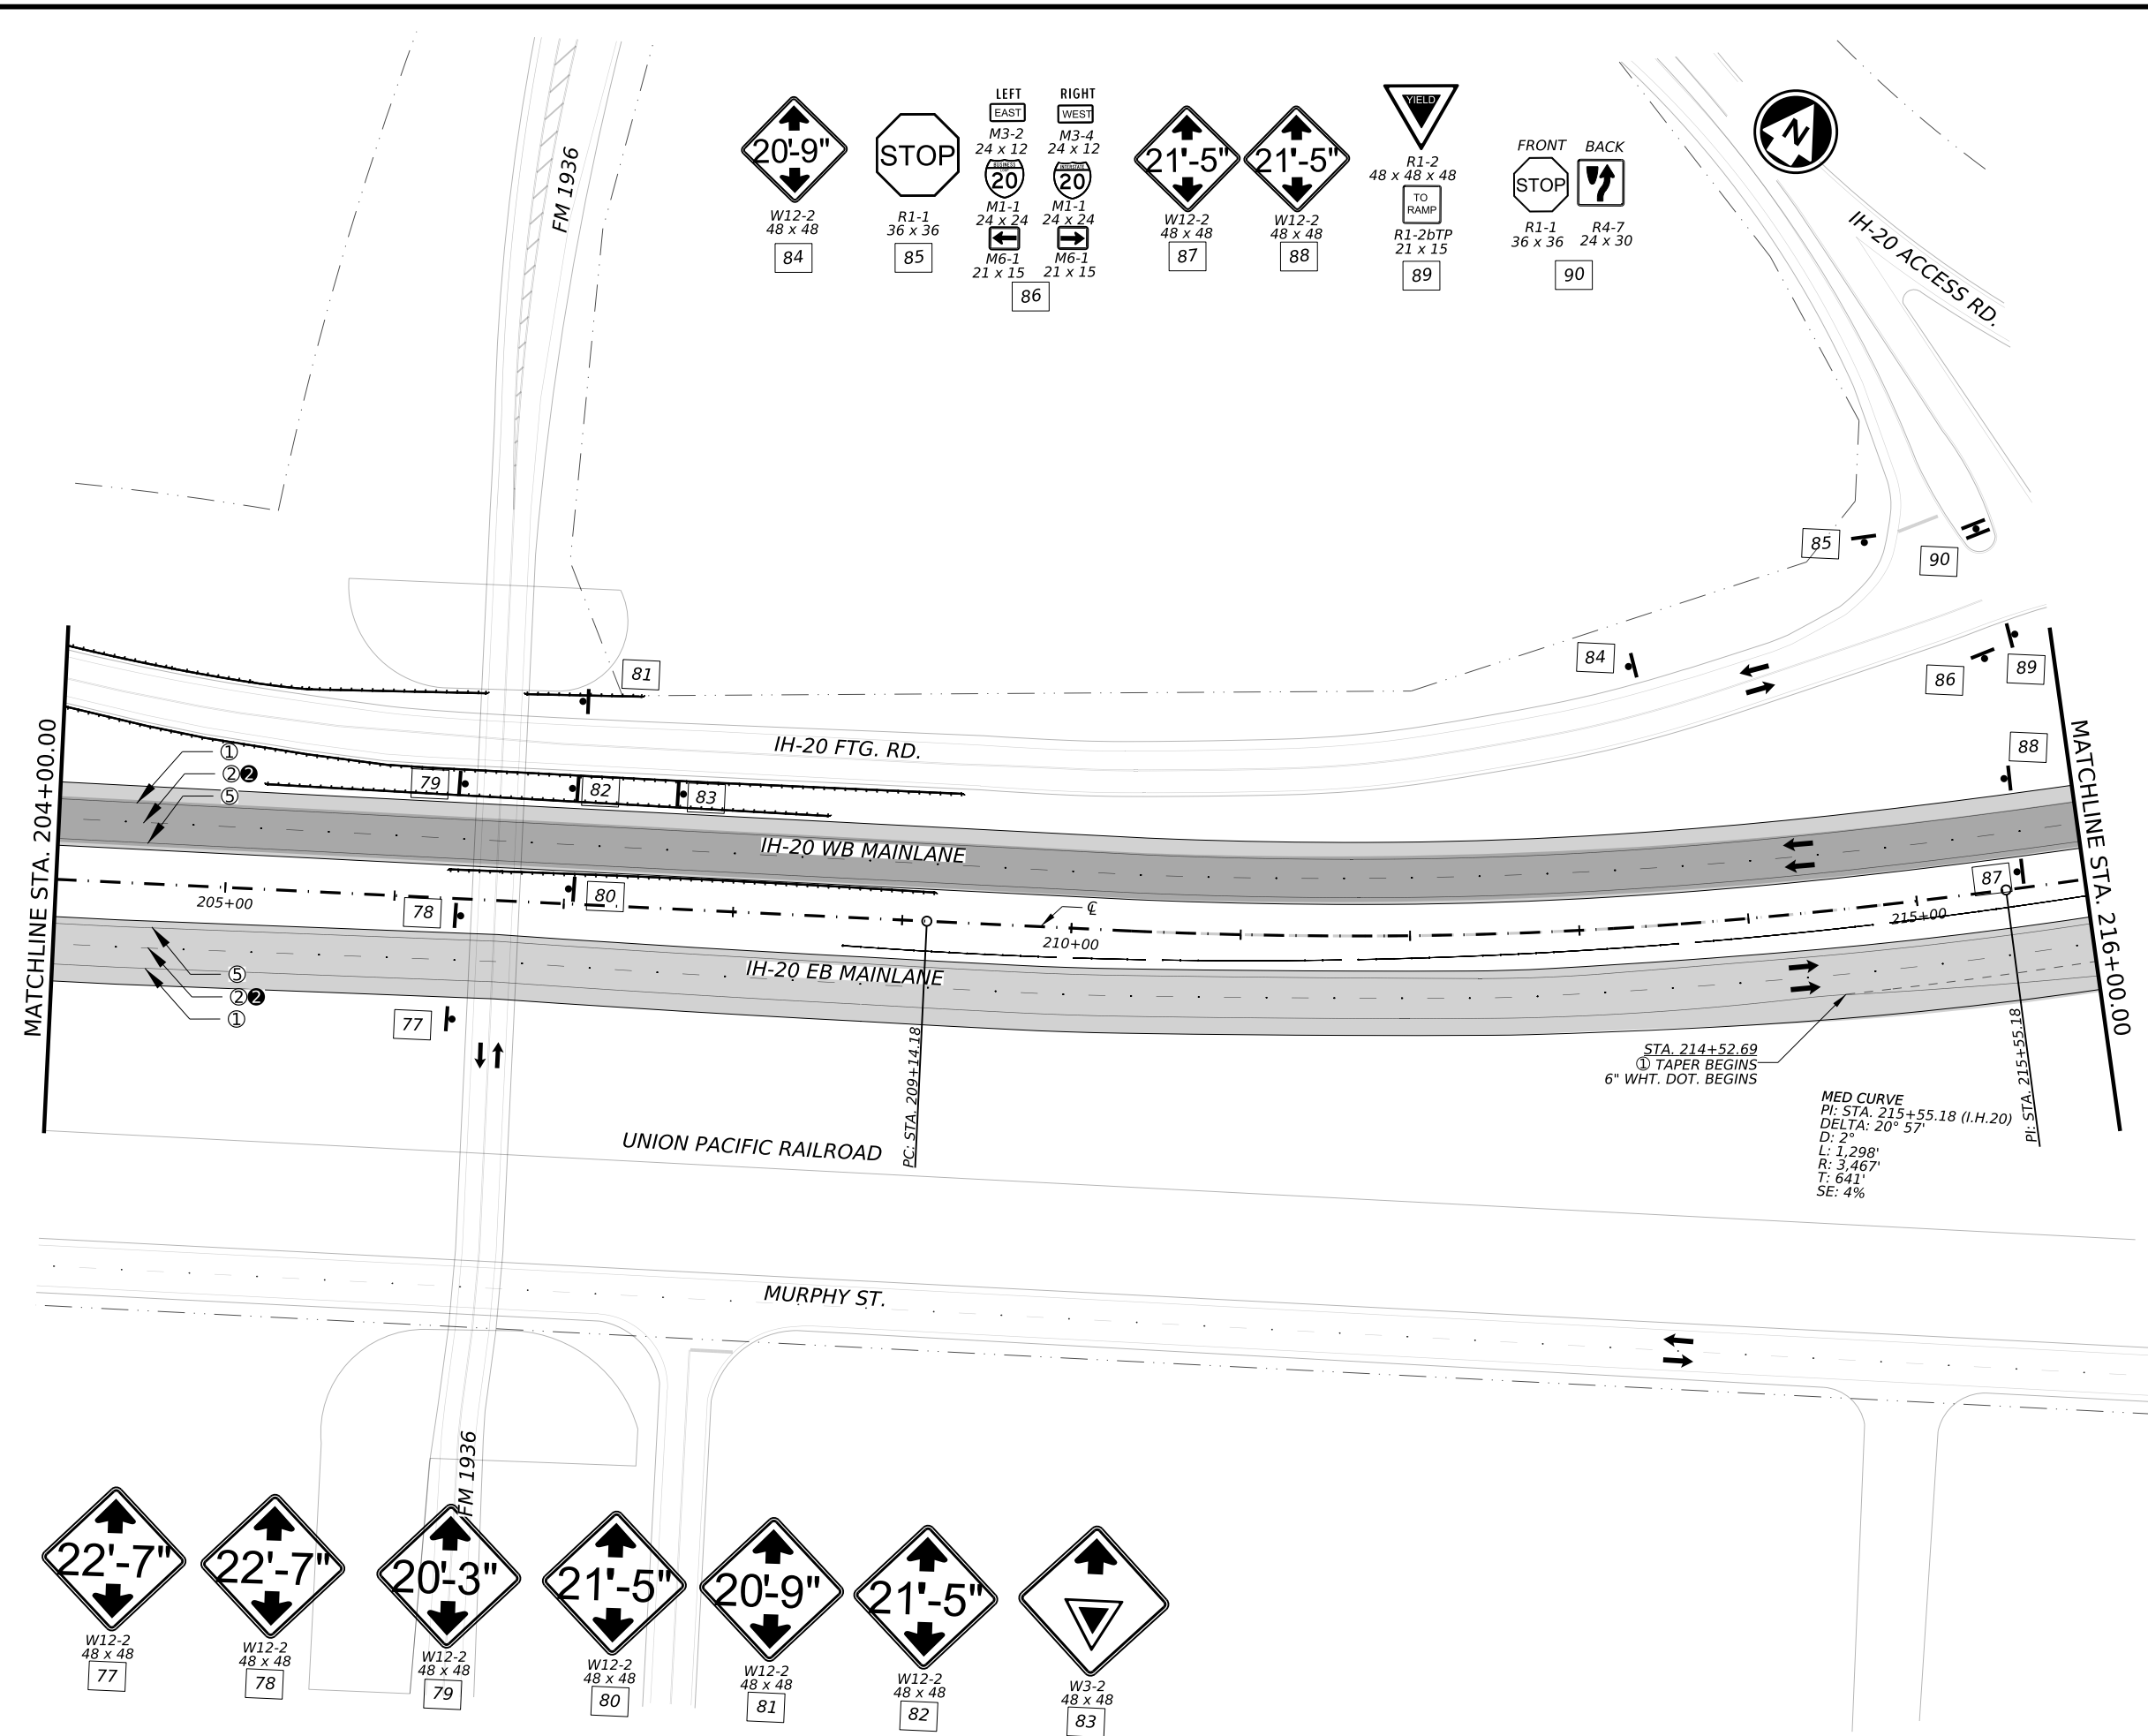 FM 1936
20'-9"
W12-2
48 x 48
84
STOP
R1-1
36 x 36
85
LEFT
EAST
M3-2
24 x 12
BUSINESS
20
M1-1
24 x 24
M6-1
21 x 15
RIGHT
WEST
M3-4
24 x 12
INTERSTATE
20
M1-1
24 x 24
M6-1
21 x 15
86
21'-5"
W12-2
48 x 48
87
21'-5"
W12-2
48 x 48
88
YIELD
R1-2
48 x 48 x 48
TO
RAMP
R1-2bTP
21 x 15
89
FRONT
STOP
R1-1
36 x 36
BACK
R4-7
24 x 30
90
N
IH-20 ACCESS RD.
85
90
84
86
89
81
88
MATCHLINE STA. 204+00.00
①
②❷
⑤
79
82
83
IH-20 FTG. RD.
IH-20 WB MAINLANE
205+00
78
80
℄
210+00
87
215+00
MATCHLINE STA. 216+00.00
IH-20 EB MAINLANE
⑤
②❷
①
77
PC: STA. 209+14.18
STA. 214+52.69
① TAPER BEGINS
6" WHT. DOT. BEGINS
PI: STA. 215+55.18
MED CURVE
PI: STA. 215+55.18 (I.H.20)
DELTA: 20° 57'
D: 2°
L: 1,298'
R: 3,467'
T: 641'
SE: 4%
UNION PACIFIC RAILROAD
MURPHY ST.
FM 1936
22'-7"
W12-2
48 x 48
77
22'-7"
W12-2
48 x 48
78
20'-3"
W12-2
48 x 48
79
21'-5"
W12-2
48 x 48
80
20'-9"
W12-2
48 x 48
81
21'-5"
W12-2
48 x 48
82
W3-2
48 x 48
83